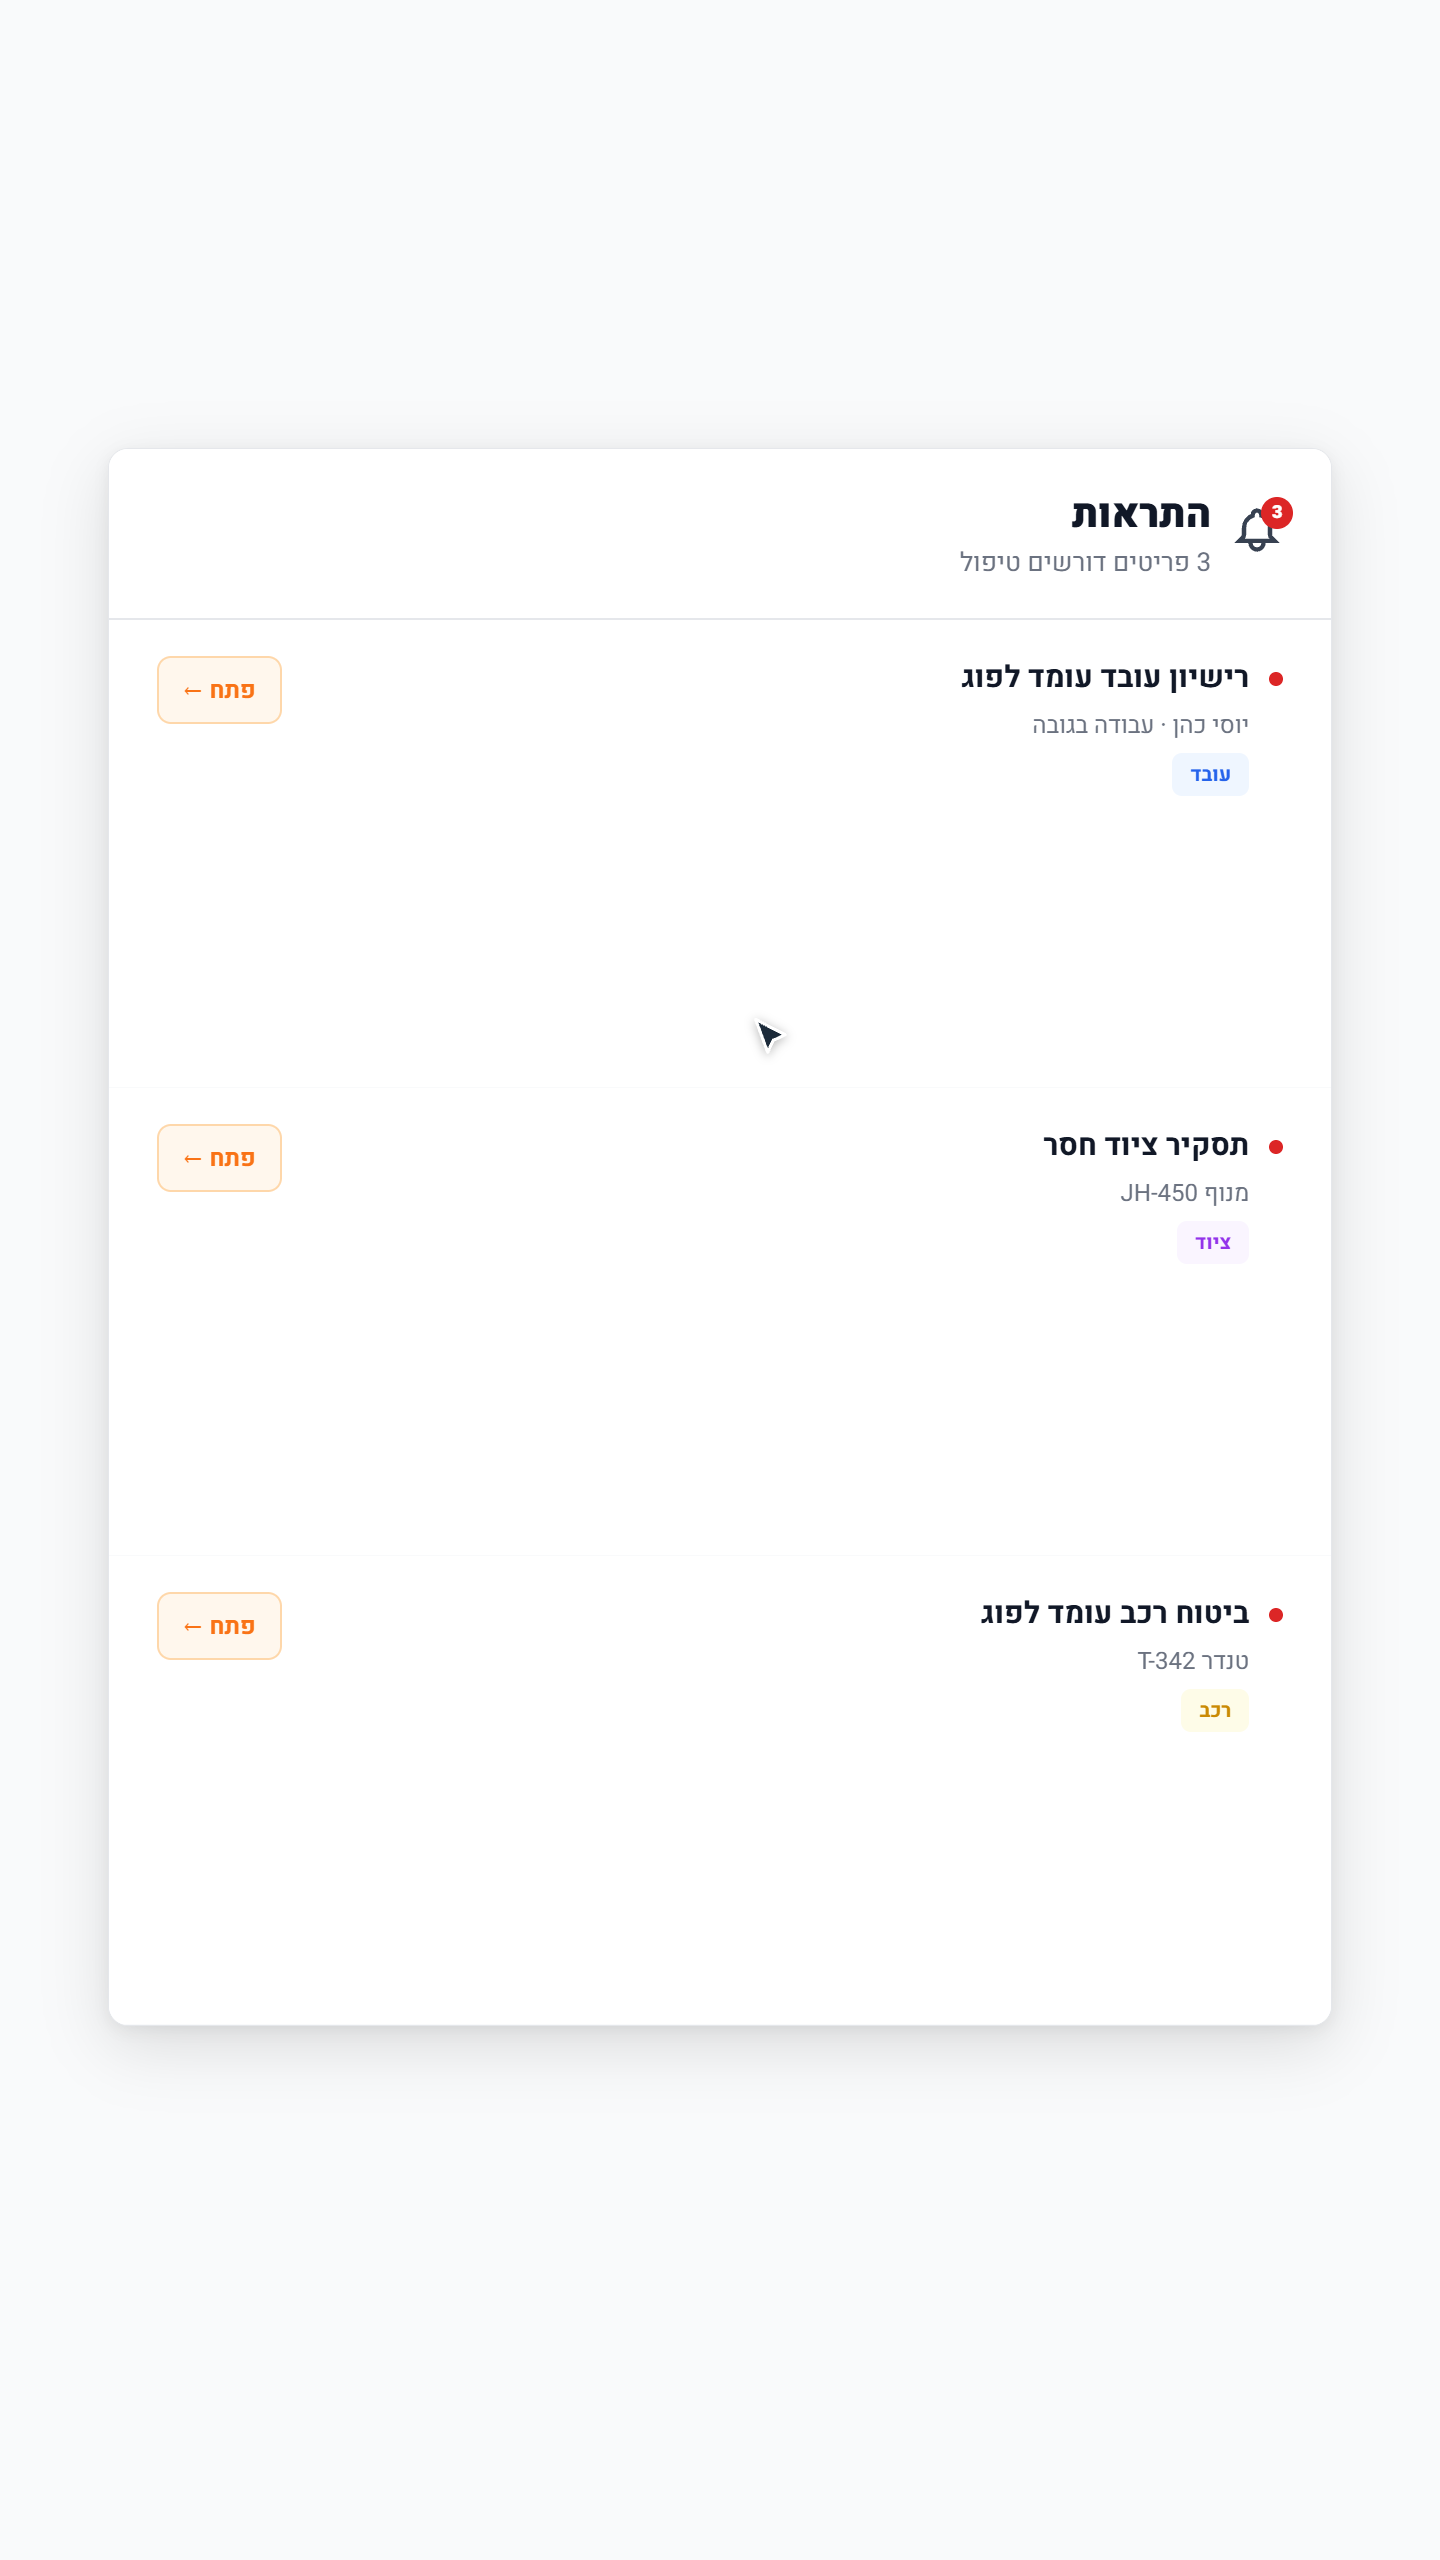 3
התראות
3 פריטים דורשים טיפול
רישיון עובד עומד לפוג
פתח ←
יוסי כהן · עבודה בגובה
עובד
תסקיר ציוד חסר
פתח ←
מנוף JH-450
ציוד
ביטוח רכב עומד לפוג
פתח ←
טנדר T-342
רכב